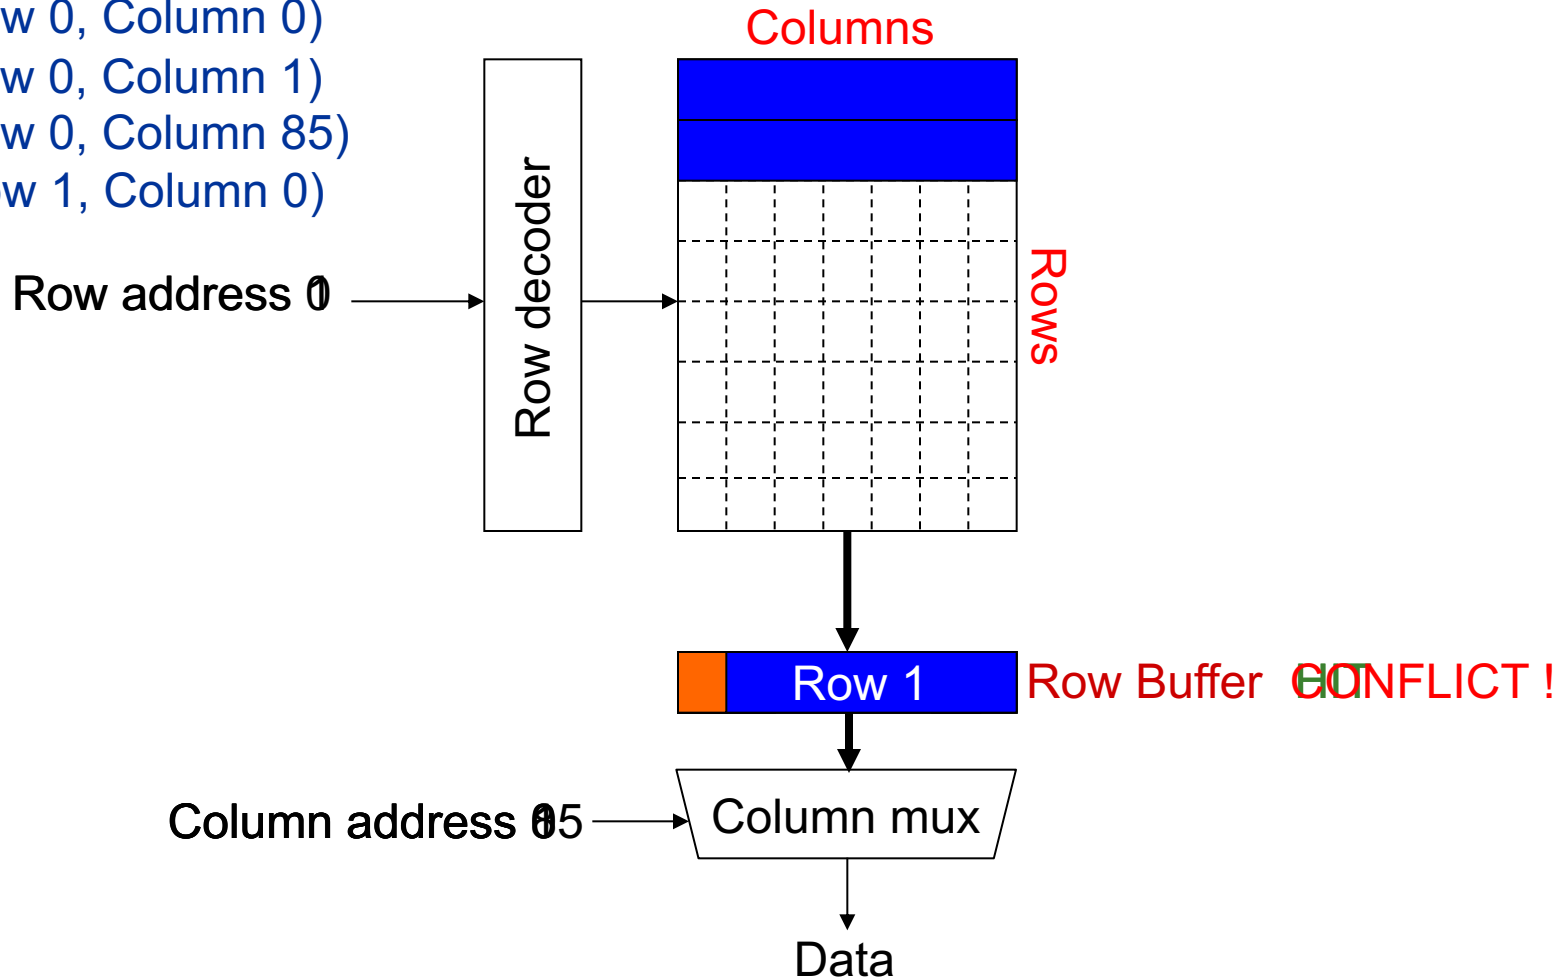 w 0, Column 0)
w 0, Column 1)
w 0, Column 85)
w 1, Column 0)
Columns
Row decoder
Rows
Row address
Row 1
Row Buffer CONFLICT !
Column address
Column mux
Data